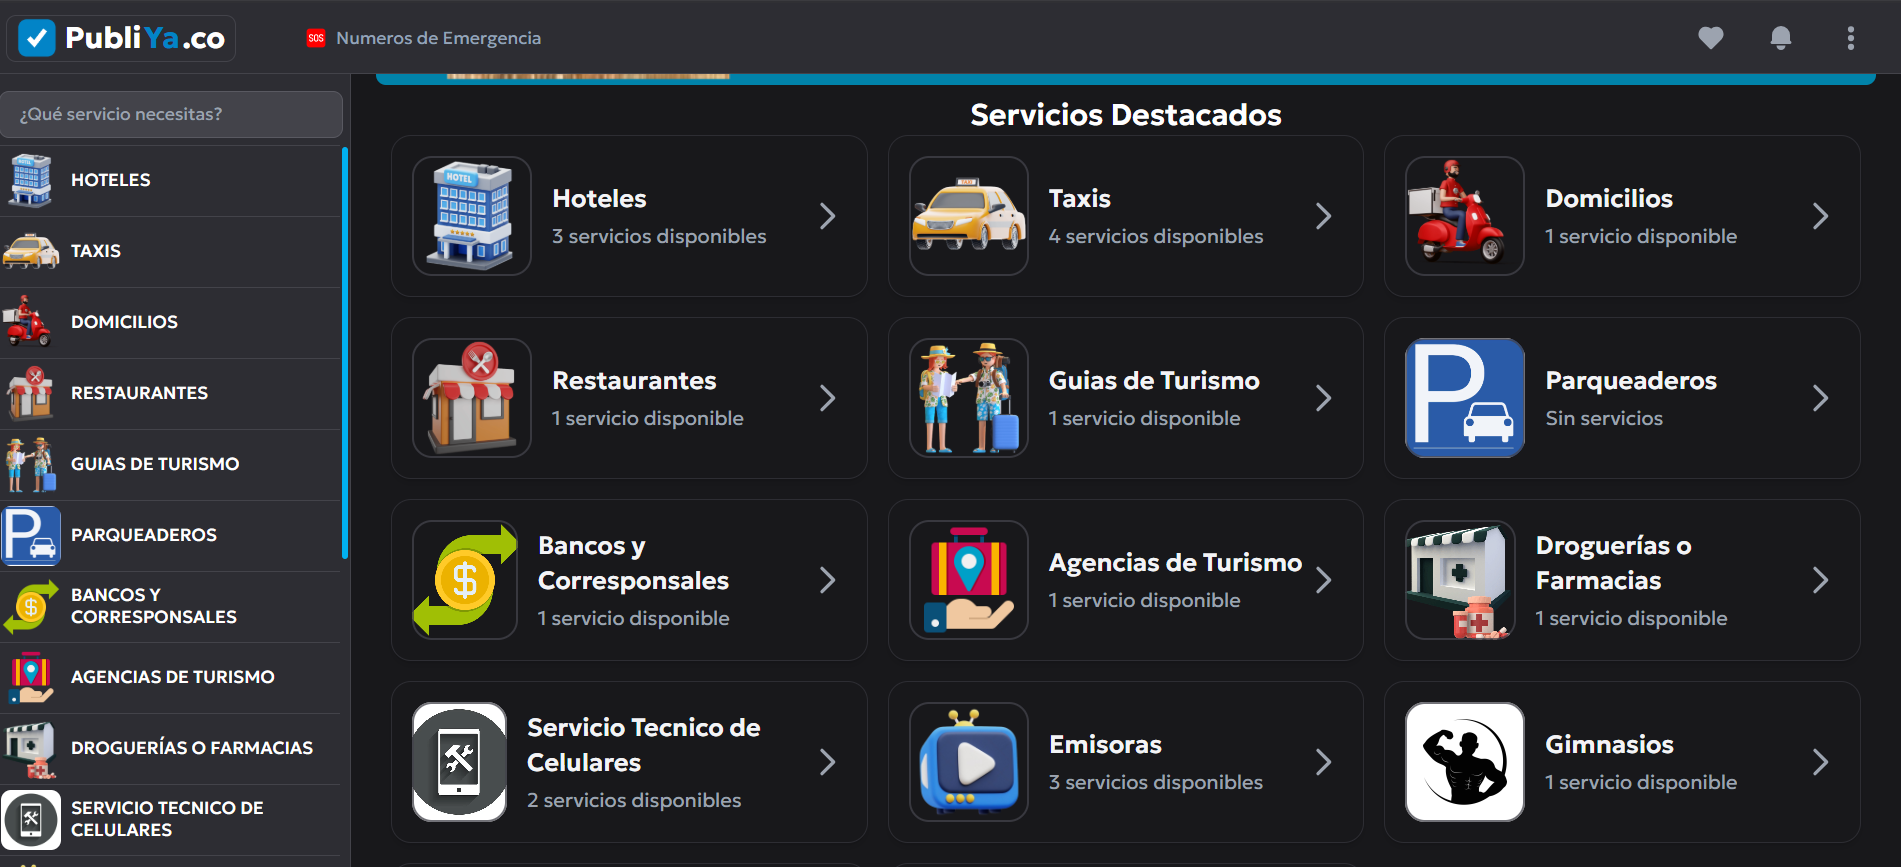 PubliYa.co
SOS Numeros de Emergencia
¿Qué servicio necesitas?
HOTELES
TAXIS
DOMICILIOS
RESTAURANTES
GUIAS DE TURISMO
PARQUEADEROS
BANCOS Y
CORRESPONSALES
AGENCIAS DE TURISMO
DROGUERÍAS O FARMACIAS
SERVICIO TECNICO DE
CELULARES
Servicios Destacados
HOTEL
Hoteles
3 servicios disponibles
TAXI
Taxis
4 servicios disponibles
Domicilios
1 servicio disponible
Restaurantes
1 servicio disponible
Guias de Turismo
1 servicio disponible
P
Parqueaderos
Sin servicios
$
Bancos y
Corresponsales
1 servicio disponible
Agencias de Turismo
1 servicio disponible
Droguerías o
Farmacias
1 servicio disponible
Servicio Tecnico de
Celulares
2 servicios disponibles
Emisoras
3 servicios disponibles
Gimnasios
1 servicio disponible